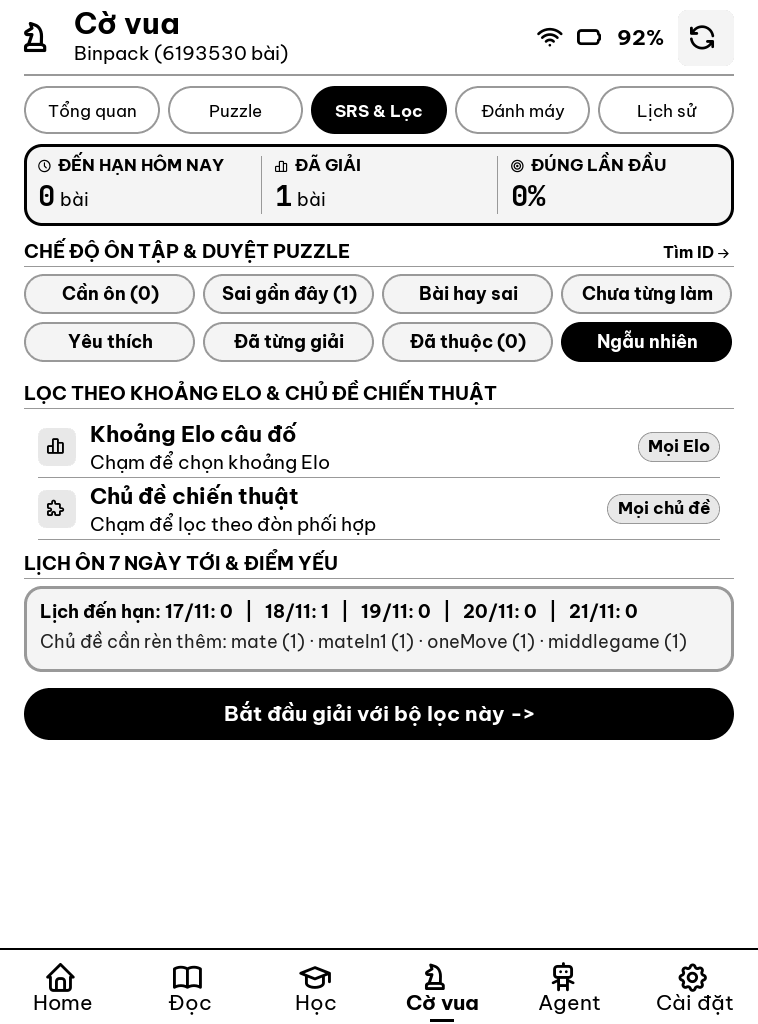 Cờ vua
Binpack (6193530 bài)
92%
Tổng quan
Puzzle
SRS & Lọc
Đánh máy
Lịch sử
ĐẾN HẠN HÔM NAY
0 bài
ĐÃ GIẢI
1 bài
ĐÚNG LẦN ĐẦU
0%
CHẾ ĐỘ ÔN TẬP & DUYỆT PUZZLE
Tìm ID →
Cần ôn (0)
Sai gần đây (1)
Bài hay sai
Chưa từng làm
Yêu thích
Đã từng giải
Đã thuộc (0)
Ngẫu nhiên
LỌC THEO KHOẢNG ELO & CHỦ ĐỀ CHIẾN THUẬT
Khoảng Elo câu đố
Chạm để chọn khoảng Elo
Mọi Elo
Chủ đề chiến thuật
Chạm để lọc theo đòn phối hợp
Mọi chủ đề
LỊCH ÔN 7 NGÀY TỚI & ĐIỂM YẾU
Lịch đến hạn: 17/11: 0 | 18/11: 1 | 19/11: 0 | 20/11: 0 | 21/11: 0
Chủ đề cần rèn thêm: mate (1) · mateIn1 (1) · oneMove (1) · middlegame (1)
Bắt đầu giải với bộ lọc này ->
Home
Đọc
Học
Cờ vua
Agent
Cài đặt